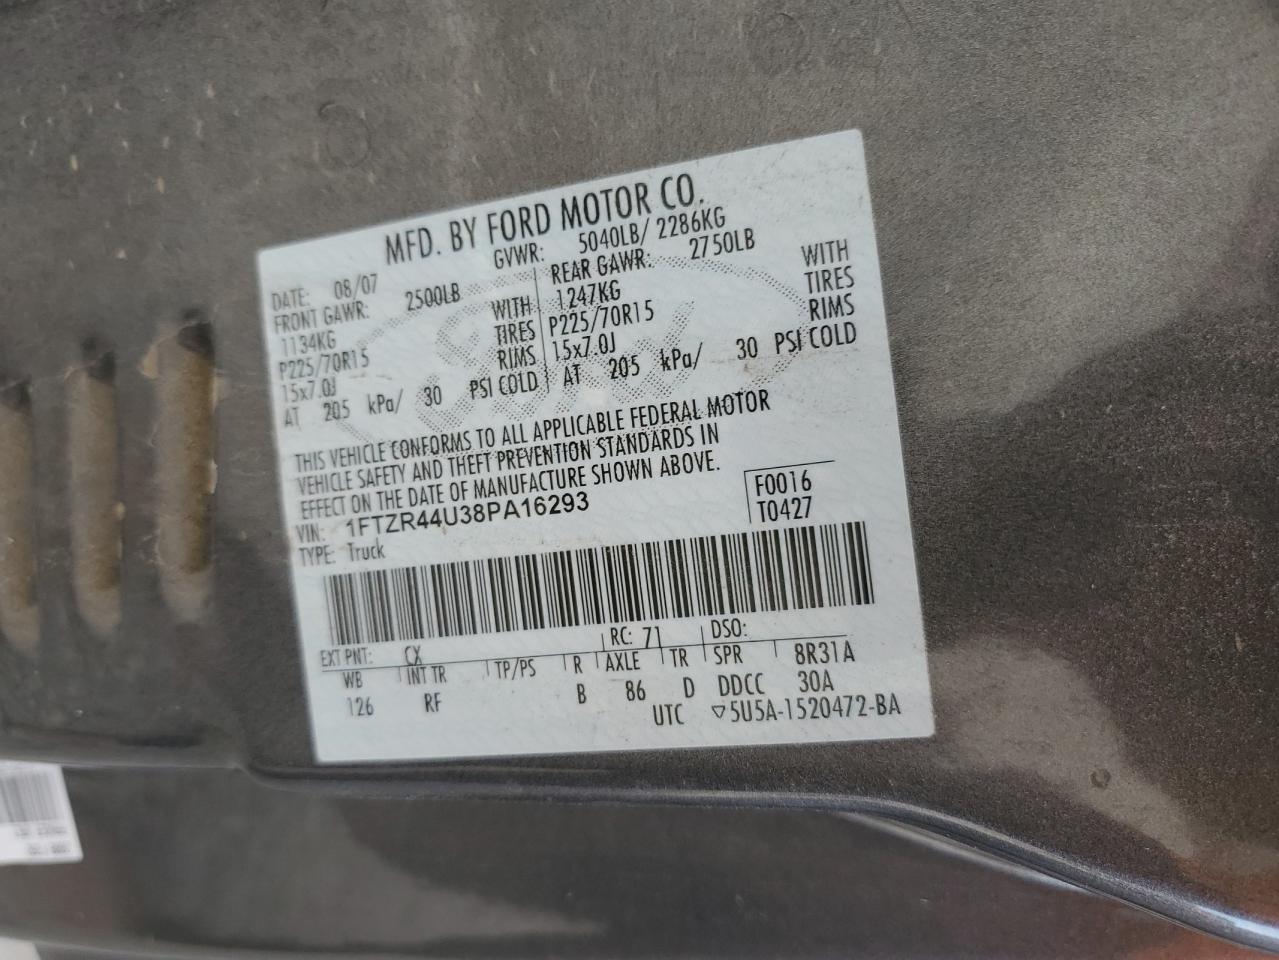 MFD. BY FORD MOTOR CO.
DATE: 08/07 GVWR: 5040LB/ 2286KG
FRONT GAWR: 2500LB REAR GAWR: 2750LB
1134KG WITH 1247KG WITH
P225/70R15 TIRES P225/70R15 TIRES
15x7.0J RIMS 15x7.0J RIMS
AT 205 kPa/ 30 PSI COLD AT 205 kPa/ 30 PSI COLD
THIS VEHICLE CONFORMS TO ALL APPLICABLE FEDERAL MOTOR
VEHICLE SAFETY AND THEFT PREVENTION STANDARDS IN
EFFECT ON THE DATE OF MANUFACTURE SHOWN ABOVE.
VIN: 1FTZR44U38PA16293 F0016
TYPE: Truck T0427
EXT PNT: CX RC: 71 DSO:
WB INT TR TP/PS R AXLE TR SPR 8R31A
126 RF B 86 D DDCC 30A
UTC ▽5U5A-1520472-BA